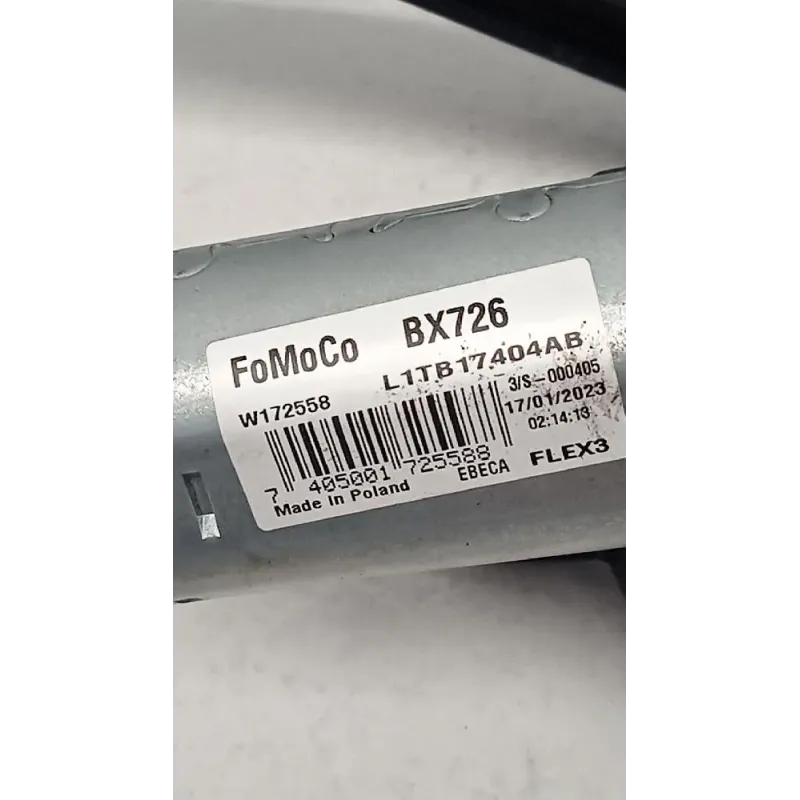 FoMoCo BX726
L1TB17404AB
W172558
3/S-000405
17/01/2023
02:14:13
7 405001 725588
Made in Poland EBECA FLEX3